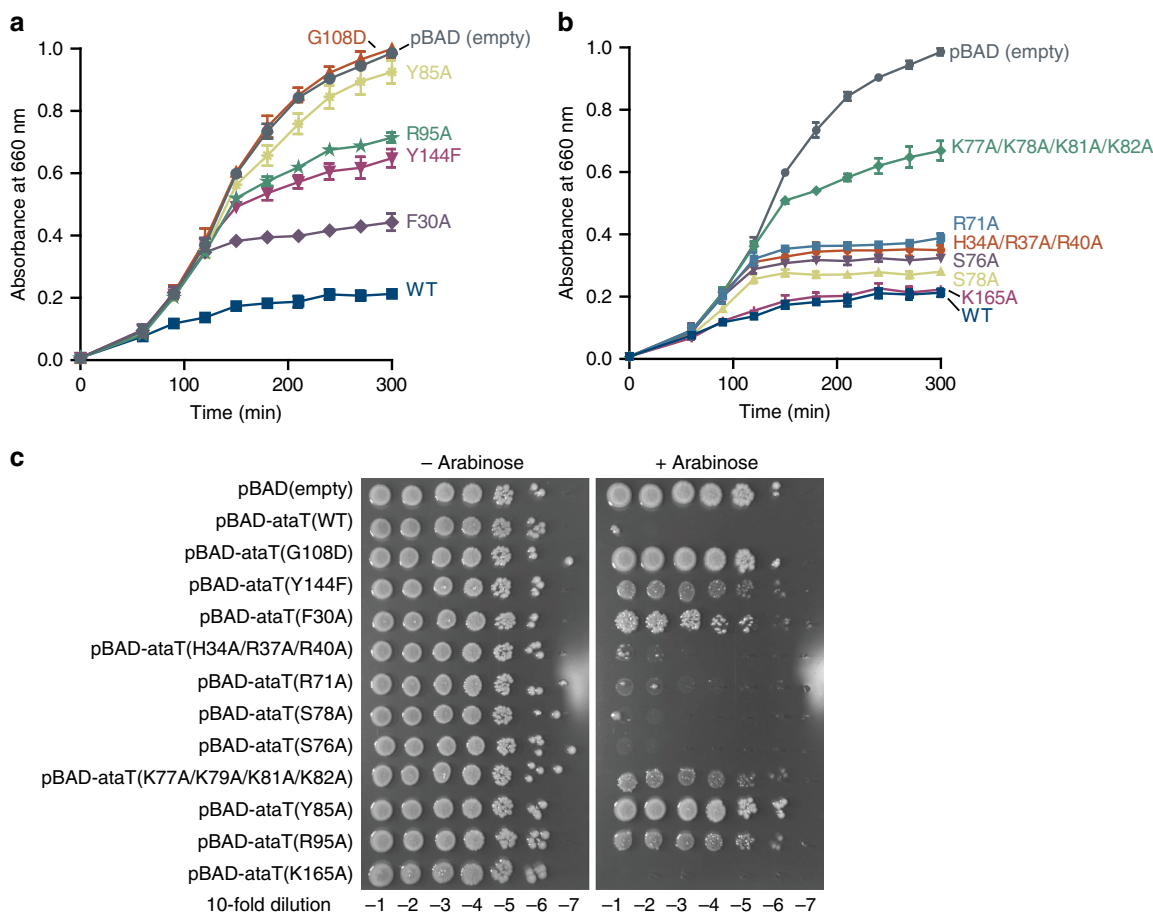 a
G108D
pBAD (empty)
Y85A
R95A
Y144F
F30A
WT
Absorbance at 660 nm
1.0
0.8
0.6
0.4
0.2
0.0
0 100 200 300
Time (min)
b
pBAD (empty)
K77A/K78A/K81A/K82A
R71A
H34A/R37A/R40A
S76A
S78A
K165A
WT
Absorbance at 660 nm
1.0
0.8
0.6
0.4
0.2
0.0
0 100 200 300
Time (min)
c
– Arabinose + Arabinose
pBAD(empty)
pBAD-ataT(WT)
pBAD-ataT(G108D)
pBAD-ataT(Y144F)
pBAD-ataT(F30A)
pBAD-ataT(H34A/R37A/R40A)
pBAD-ataT(R71A)
pBAD-ataT(S78A)
pBAD-ataT(S76A)
pBAD-ataT(K77A/K79A/K81A/K82A)
pBAD-ataT(Y85A)
pBAD-ataT(R95A)
pBAD-ataT(K165A)
10-fold dilution –1 –2 –3 –4 –5 –6 –7 –1 –2 –3 –4 –5 –6 –7